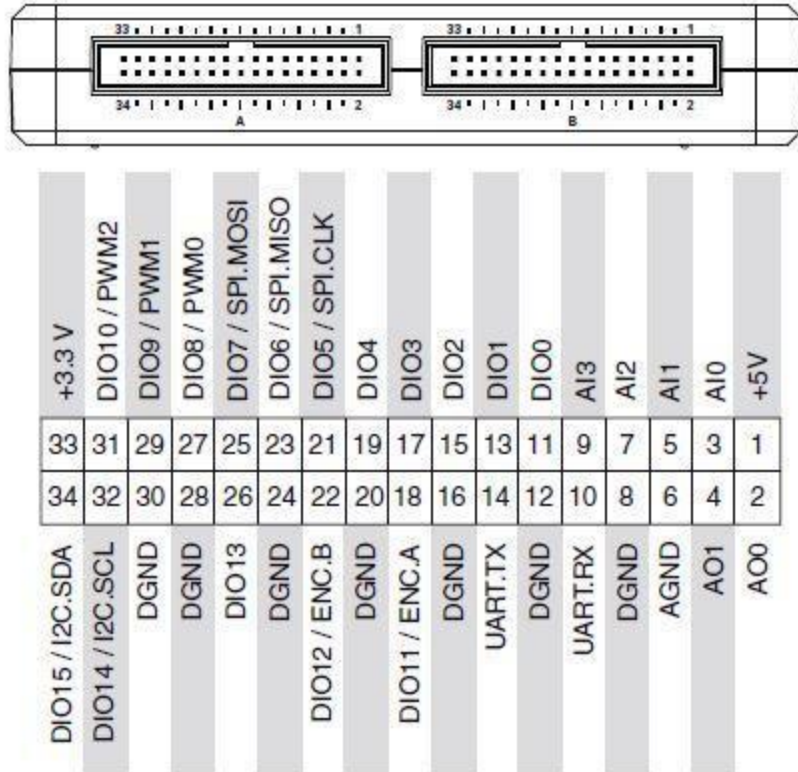 33 1 33 1
34 2 34 2
A B
+3.3 V
DIO10 / PWM2
DIO9 / PWM1
DIO8 / PWM0
DIO7 / SPI.MOSI
DIO6 / SPI.MISO
DIO5 / SPI.CLK
DIO4
DIO3
DIO2
DIO1
DIO0
AI3
AI2
AI1
AI0
+5V
33 31 29 27 25 23 21 19 17 15 13 11 9 7 5 3 1
34 32 30 28 26 24 22 20 18 16 14 12 10 8 6 4 2
DIO15 / I2C.SDA
DIO14 / I2C.SCL
DGND
DGND
DIO13
DGND
DIO12 / ENC.B
DGND
DIO11 / ENC.A
DGND
UART.TX
DGND
UART.RX
DGND
AGND
AO1
AO0